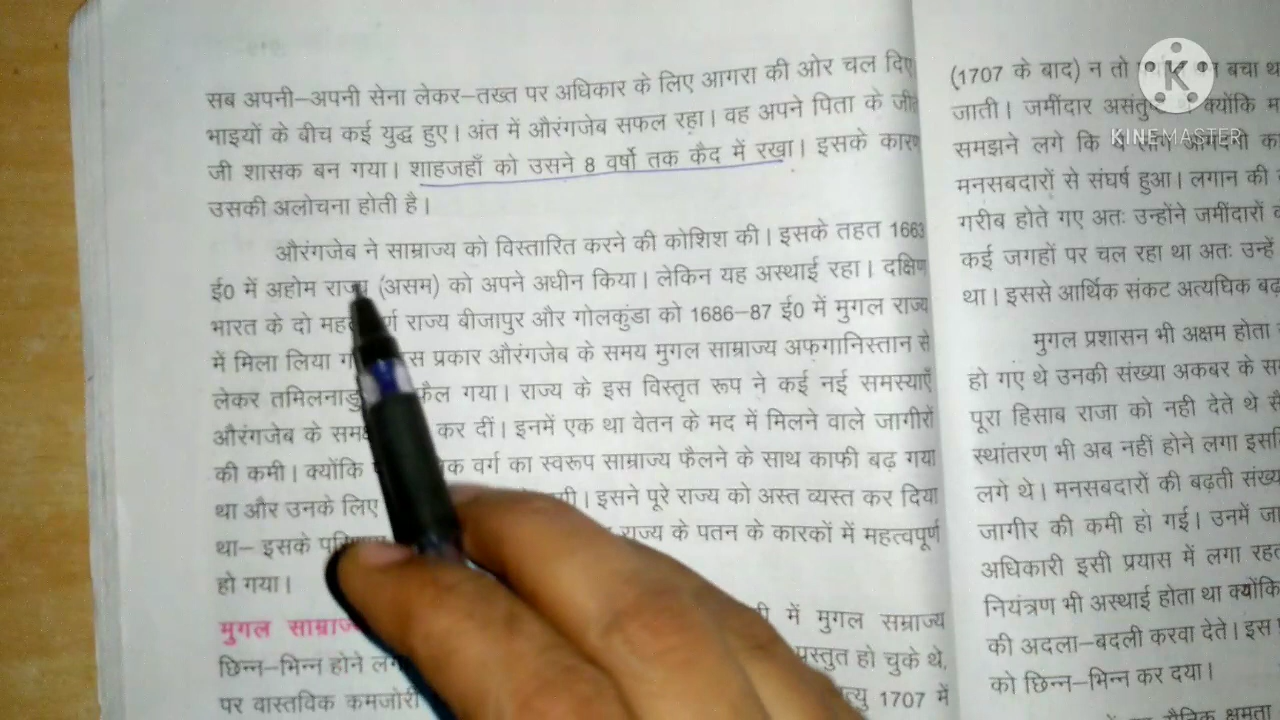 सब अपनी–अपनी सेना लेकर–तख्त पर अधिकार के लिए आगरा की ओर चल दिए
भाइयों के बीच कई युद्ध हुए। अंत में औरंगजेब सफल रहा। वह अपने पिता के जीत
जी शासक बन गया। शाहजहाँ को उसने 8 वर्षो तक कैद में रखा। इसके कारण
उसकी अलोचना होती है।
औरंगजेब ने साम्राज्य को विस्तारित करने की कोशिश की। इसके तहत 1663
ई0 में अहोम राज्य (असम) को अपने अधीन किया। लेकिन यह अस्थाई रहा। दक्षिण
भारत के दो राज्य बीजापुर और गोलकुंडा को 1686–87 ई0 में मुगल राज्य
में मिला लिया प्रकार औरंगजेब के समय मुगल साम्राज्य अफगानिस्तान से
लेकर तमिलनाडु फैल गया। राज्य के इस विस्तृत रूप ने कई नई समस्याएँ
औरंगजेब के कर दीं। इनमें एक था वेतन के मद में मिलने वाले जागीरों
की कमी। क्योंकि वर्ग का स्वरूप साम्राज्य फैलने के साथ काफी बढ़ गया
था और उनके लिए इसने पूरे राज्य को अस्त व्यस्त कर दिया
था– इसके राज्य के पतन के कारकों में महत्वपूर्ण
हो गया।
मुगल साम्राज्य
में मुगल साम्राज्य
छिन्न–भिन्न होने प्रस्तुत हो चुके थे,
पर वास्तविक कमजोरी 1707 में
(1707 के बाद) न तो बचा
जाती। जमींदार क्योंकि
समझने लगे कि
मनसबदारों से संघर्ष हुआ। लगान की
गरीब होते गए अतः उन्होंने जमींदारों
कई जगहों पर चल रहा था अतः उन्हें
था। इससे आर्थिक संकट अत्यधिक
मुगल प्रशासन भी अक्षम होता
हो गए थे उनकी संख्या अकबर के
पूरा हिसाब राजा को नही देते थे
स्थांतरण भी अब नहीं होने लगा
लगे थे। मनसबदारों की बढ़ती
जागीर की कमी हो गई। उनमें
अधिकारी इसी प्रयास में लगा
नियंत्रण भी अस्थाई होता था क्योंकि
की अदला–बदली करवा देते। इस
को छिन्न–भिन्न कर दया।
सैनिक क्षमता
K
KINEMASTER